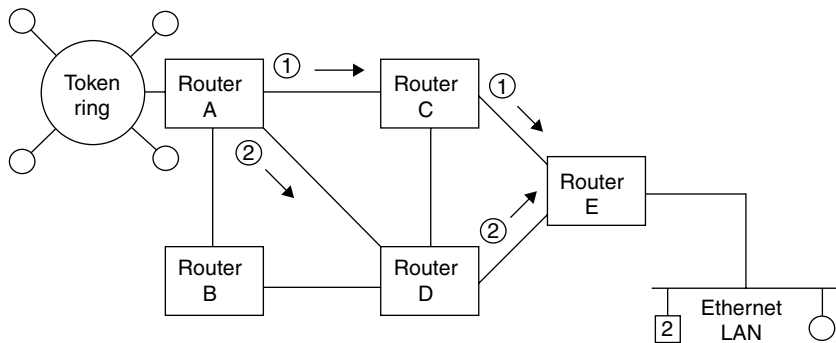 Token
ring
Router
A
①
Router
C
①
②
Router
E
②
Router
B
Router
D
2
Ethernet
LAN